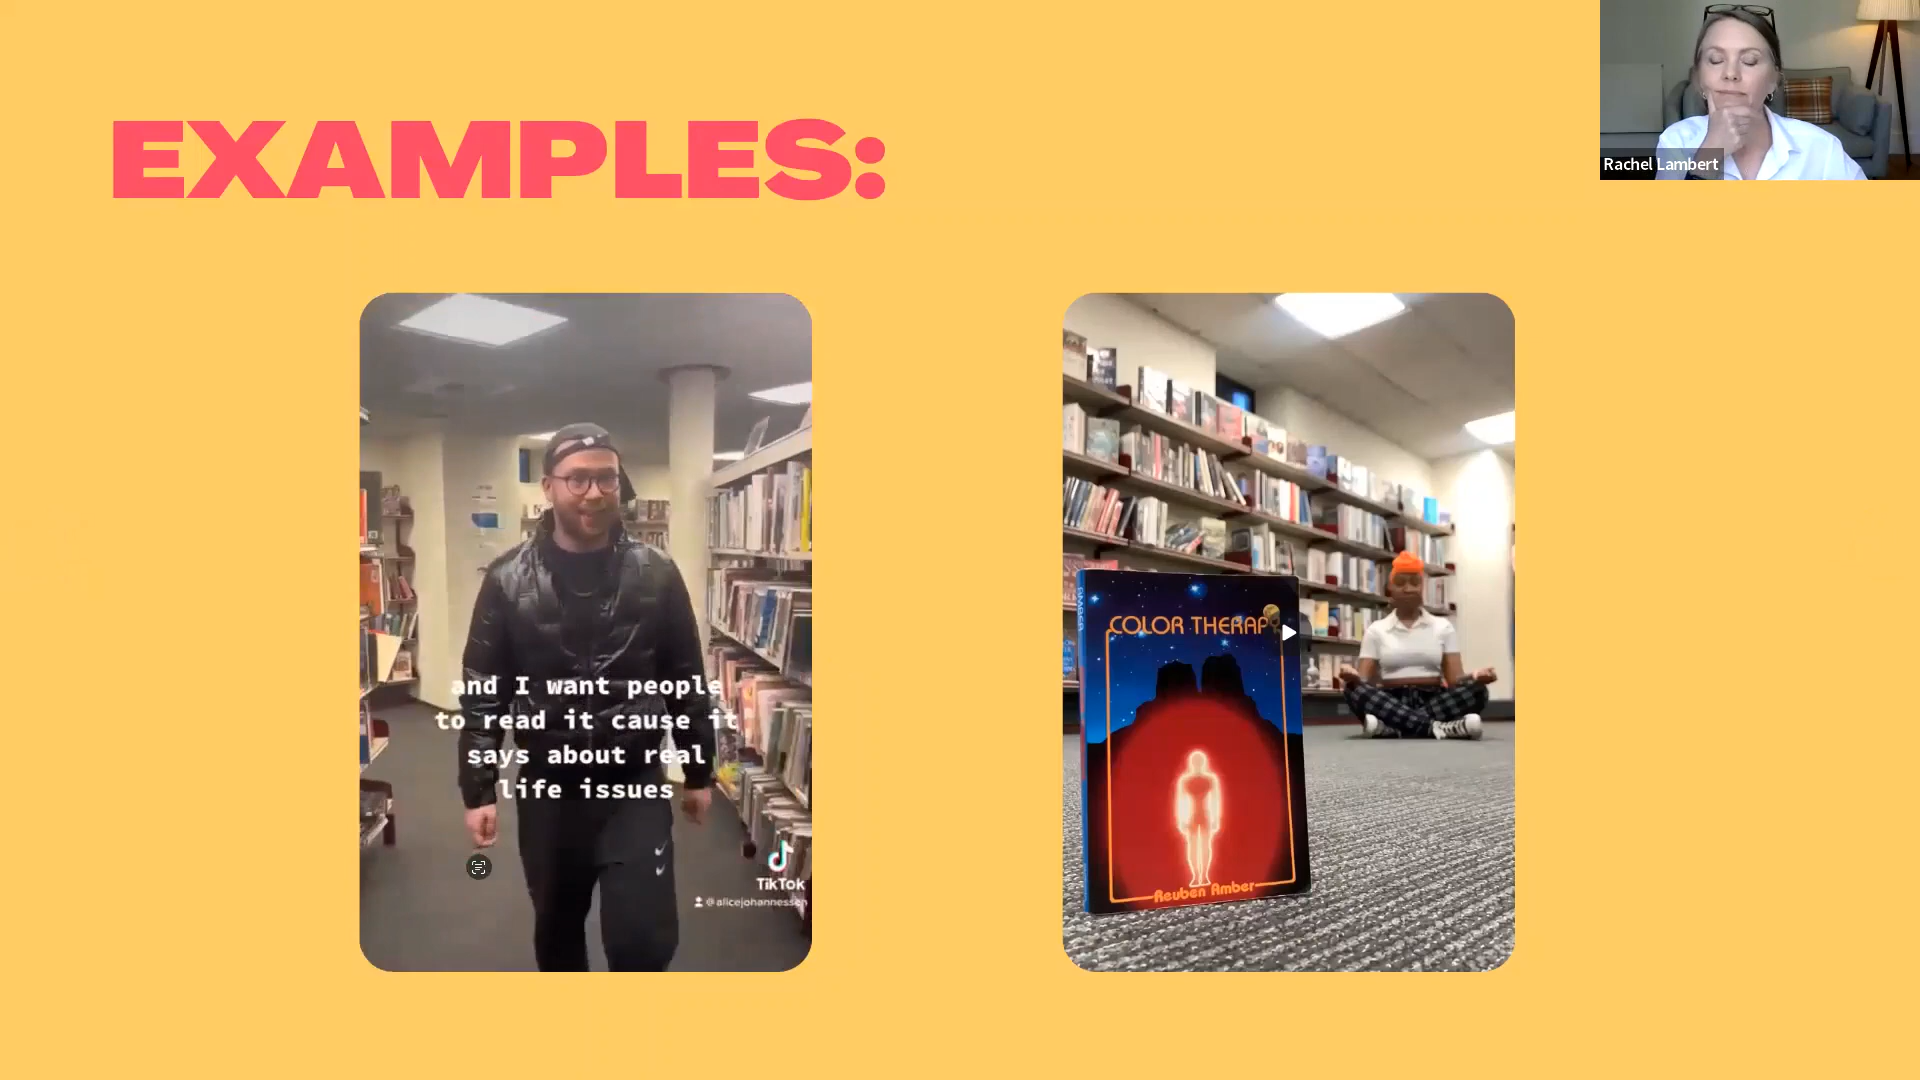 EXAMPLES:
Rachel Lambert
and I want people
to read it cause it
says about real
life issues
TikTok
@alicejohannessen
COLOR THERAP
Reuben Amber
AMBER